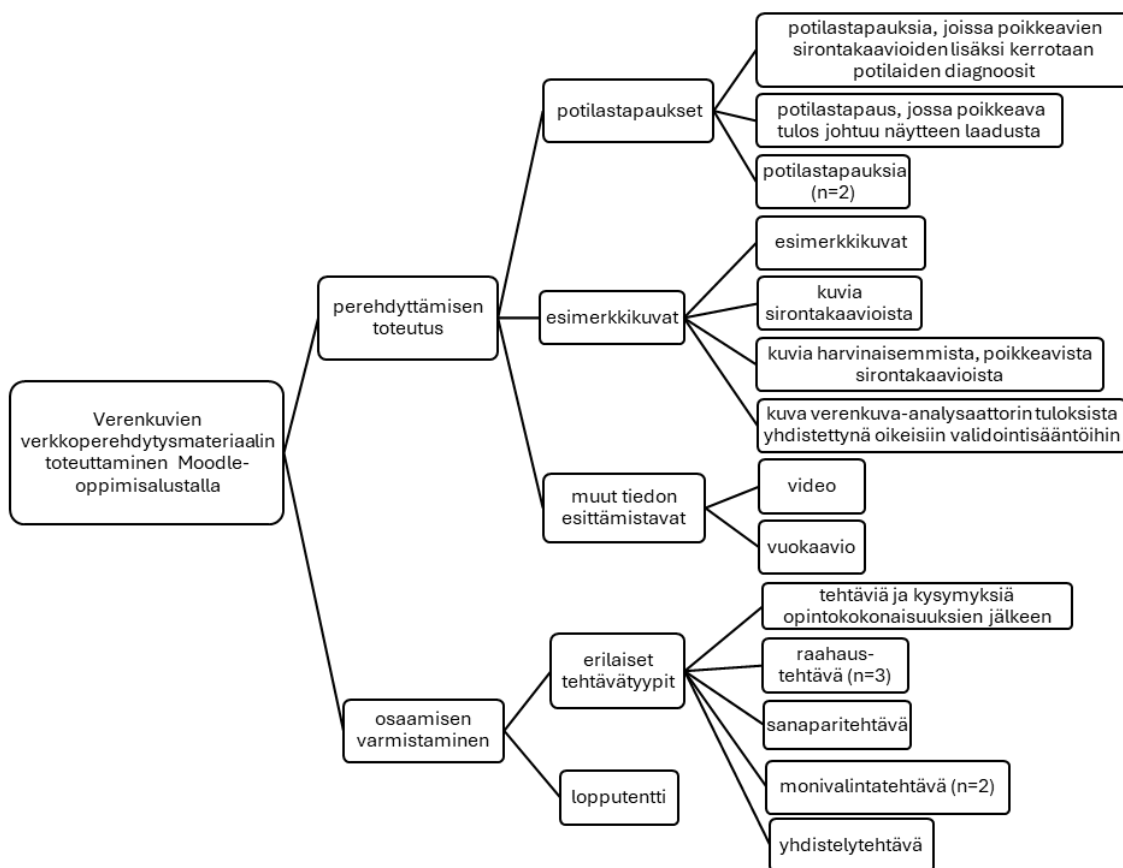 potilastapauksia, joissa poikkeavien
sirontakaavioiden lisäksi kerrotaan
potilaiden diagnoosit
potilastapaukset
potilastapaus, jossa poikkeava
tulos johtuu näytteen laadusta
potilastapauksia
(n=2)
esimerkkikuvat
perehdyttämisen
toteutus
esimerkkikuvat
kuvia
sirontakaavioista
kuvia harvinaisemmista, poikkeavista
sirontakaavioista
kuva verenkuva-analysaattorin tuloksista
yhdistettynä oikeisiin validointisääntöihin
Verenkuvien
verkkoperehdytysmateriaalin
toteuttaminen Moodle-
oppimisalustalla
muut tiedon
esittämistavat
video
vuokaavio
tehtäviä ja kysymyksiä
opintokokonaisuuksien jälkeen
erilaiset
tehtävätyypit
raahaus-
tehtävä (n=3)
osaamisen
varmistaminen
sanaparitehtävä
lopputentti
monivalintatehtävä (n=2)
yhdistelytehtävä